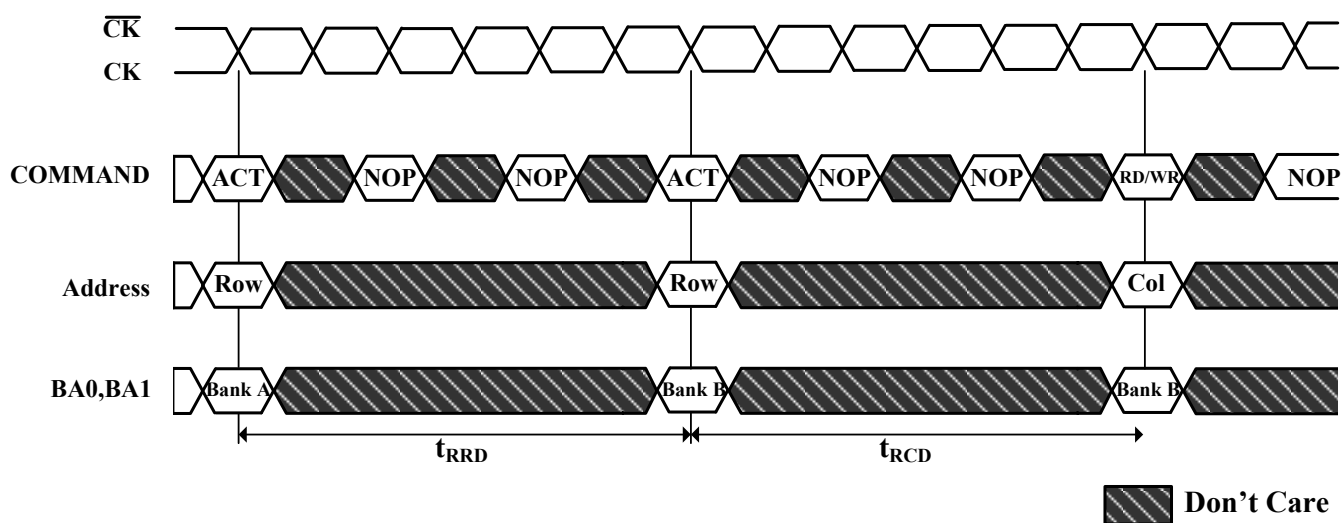 CK
CK
COMMAND ACT NOP NOP ACT NOP NOP RD/WR NOP
Address Row Row Col
BA0,BA1 Bank A Bank B Bank B
tRRD tRCD
Don't Care